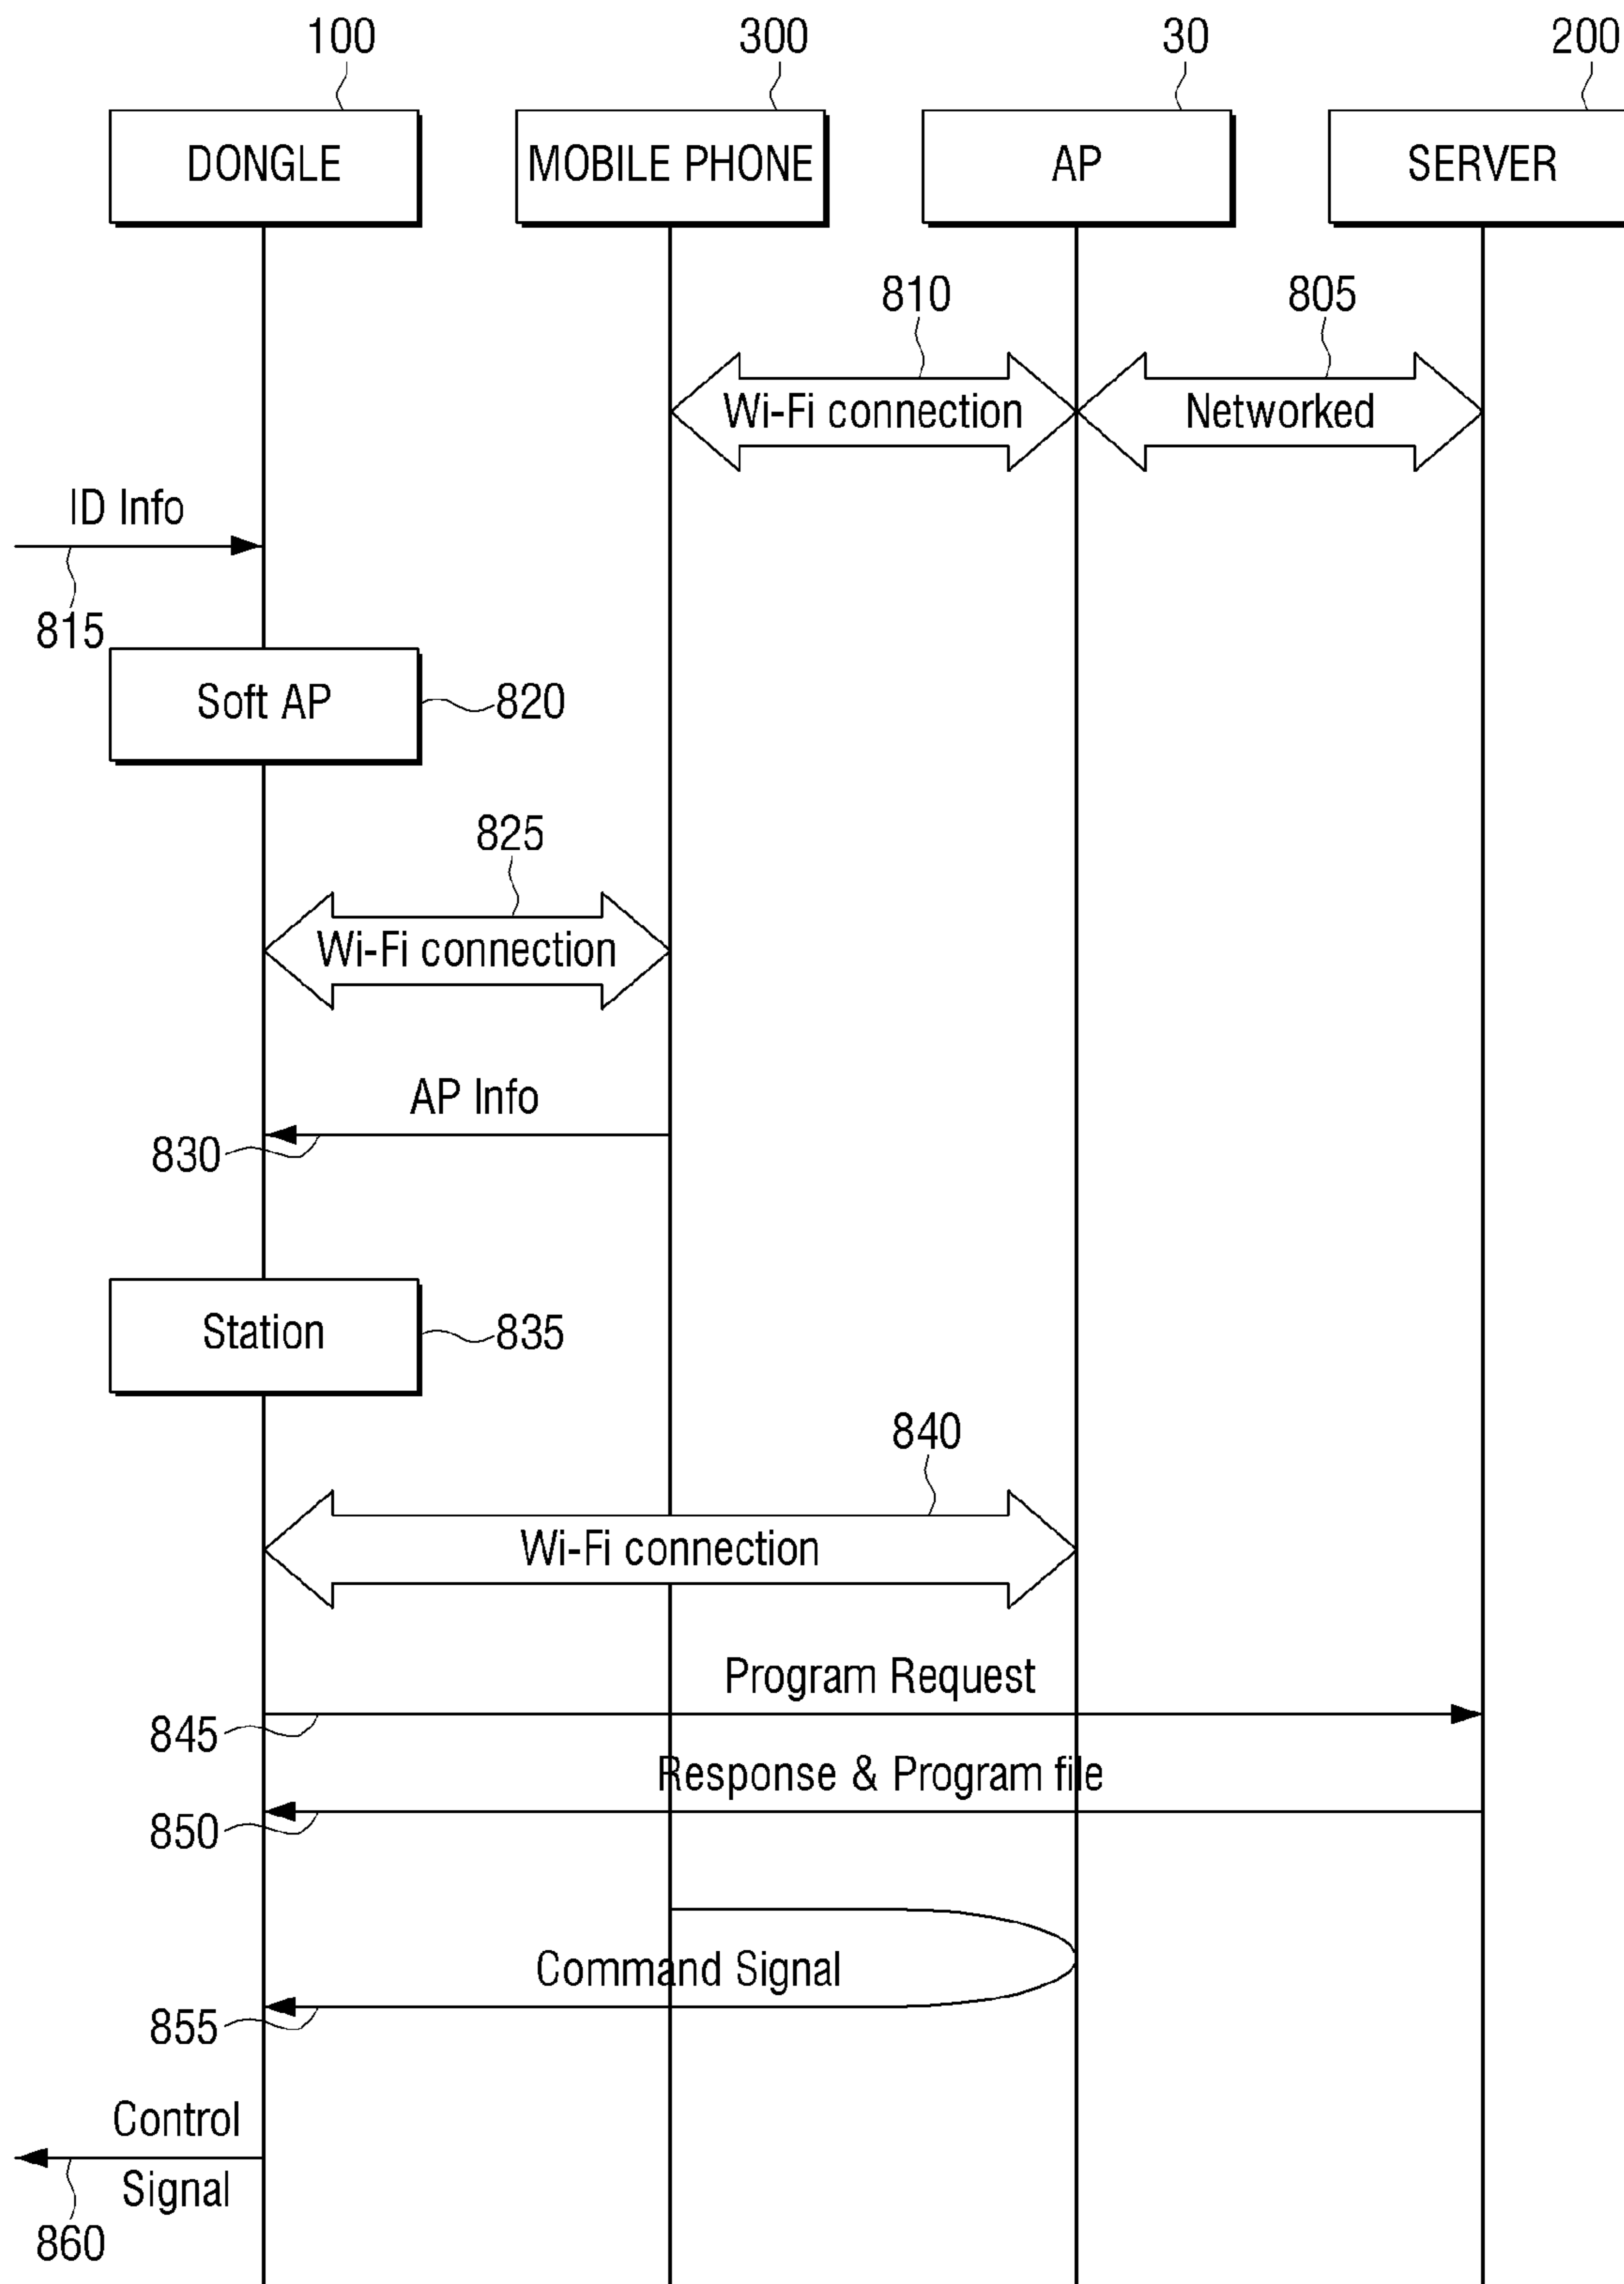 100
300
30
200
DONGLE
MOBILE PHONE
AP
SERVER
810
805
Wi-Fi connection
Networked
ID Info
815
Soft AP
820
825
Wi-Fi connection
AP Info
830
Station
835
840
Wi-Fi connection
Program Request
845
Response & Program file
850
Command Signal
855
Control
Signal
860